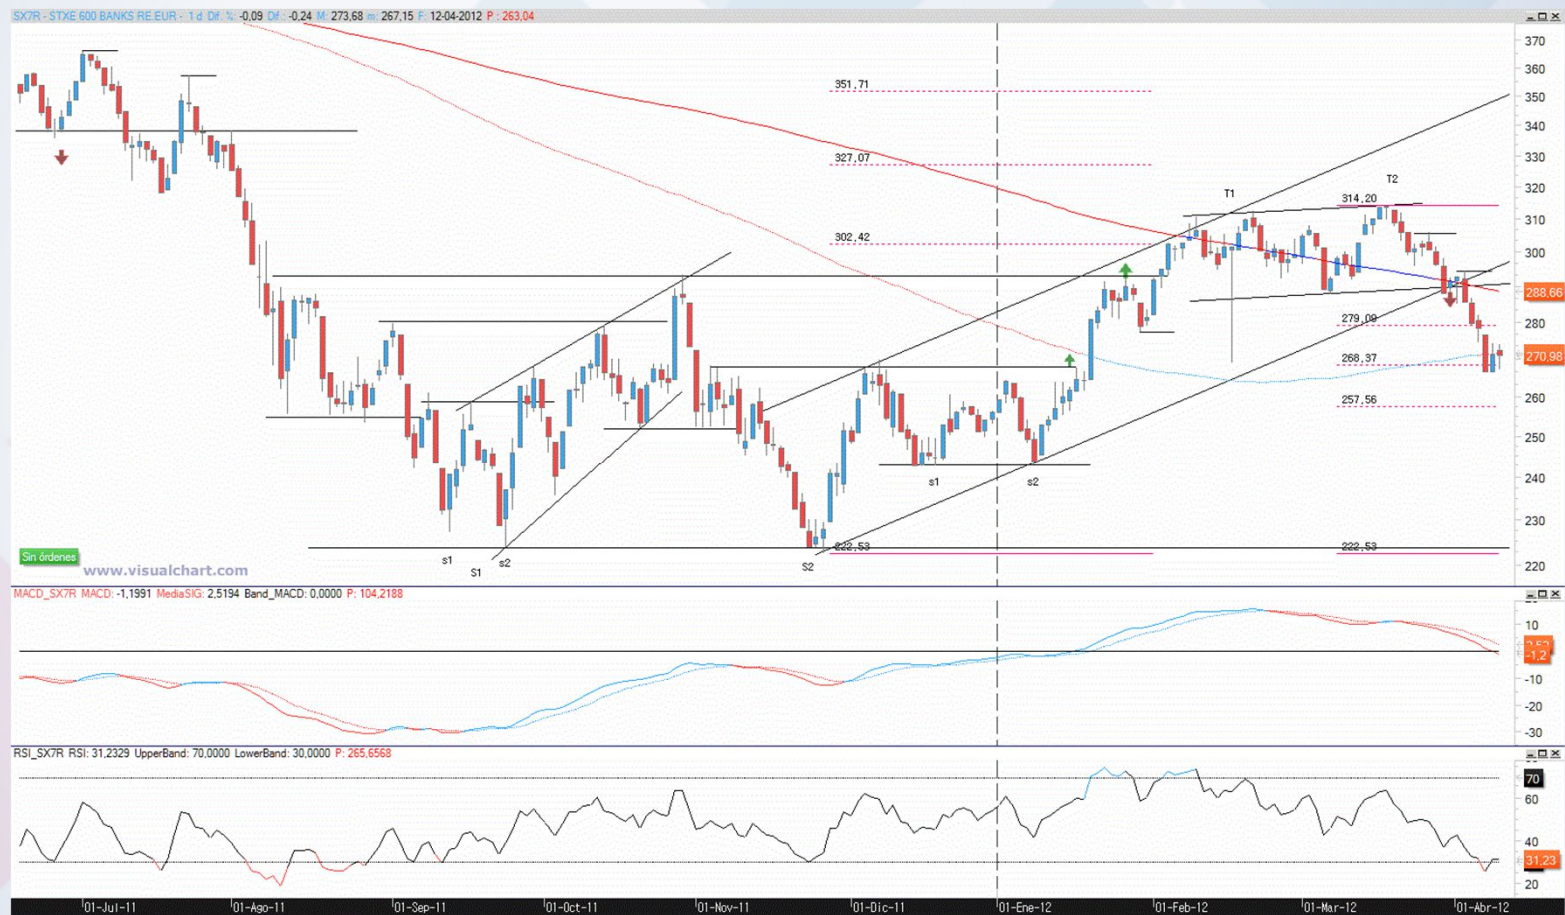 SX7R - STXE 600 BANKS RE.EUR - 1 d Dif. %: -0,09 Dif.: -0,24 M: 273,68 m: 267,15 F: 12-04-2012 P : 263,04
370
360
351,71
350
340
327,07
330
320
T1
T2
314,20
310
302,42
300
288,66
279,09
280
268,37
270,98
257,56
260
250
s1
s2
240
230
222,53
222,53
s1
S1
s2
S2
220
Sin órdenes
www.visualchart.com
MACD_SX7R MACD: -1,1991 MediaSIG: 2,5194 Band_MACD: 0,0000 P: 104,2188
10
-1,2
-10
-20
-30
RSI_SX7R RSI: 31,2329 UpperBand: 70,0000 LowerBand: 30,0000 P: 265,6568
70
60
40
31,23
20
01-Jul-11 01-Ago-11 01-Sep-11 01-Oct-11 01-Nov-11 01-Dic-11 01-Ene-12 01-Feb-12 01-Mar-12 01-Abr-12